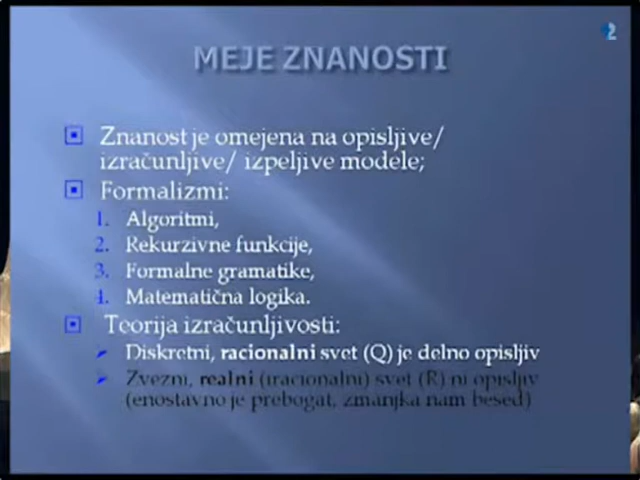 2
MEJE ZNANOSTI
Znanost je omejena na opisljive/
izračunljive/ izpeljive modele;
Formalizmi:
1. Algoritmi,
2. Rekurzivne funkcije,
3. Formalne gramatike,
4. Matematična logika.
Teorija izračunljivosti:
Diskretni, racionalni svet (Q) je delno opisljiv
Zvezni, realni (iracionalni) svet (R) ni opisljiv
(enostavno je prebogat, zmanjka nam besed)